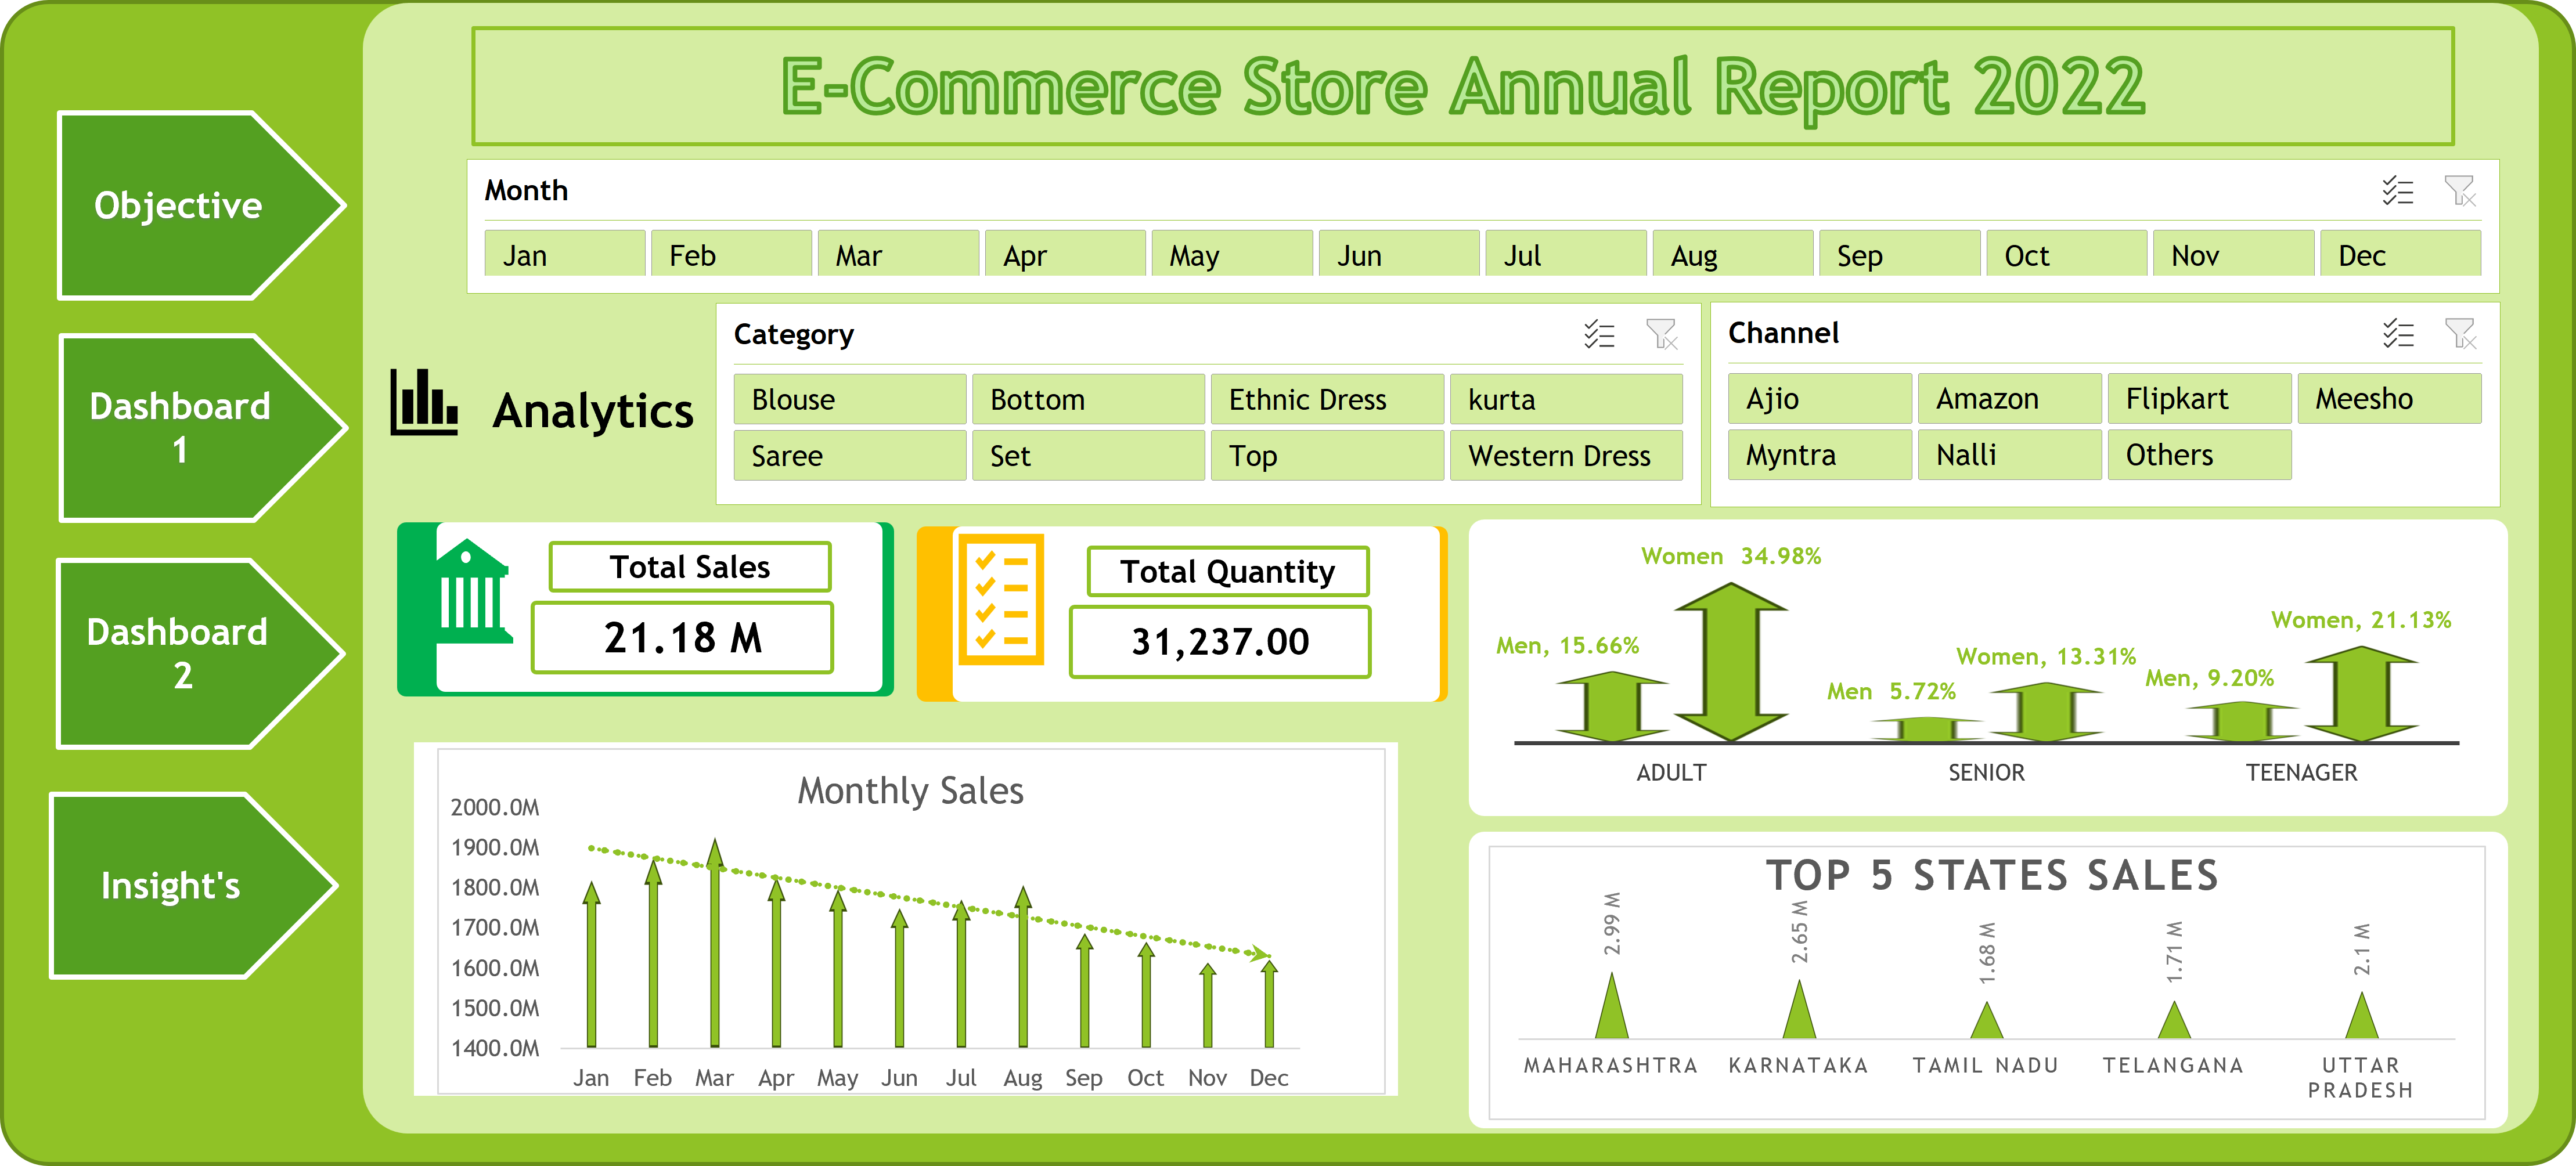 E-Commerce Store Annual Report 2022
Objective
Dashboard
1
Dashboard
2
Insight's
Month
Jan Feb Mar Apr May Jun Jul Aug Sep Oct Nov Dec
Analytics
Category
Blouse Bottom Ethnic Dress kurta
Saree Set Top Western Dress
Channel
Ajio Amazon Flipkart Meesho
Myntra Nalli Others
Total Sales
21.18 M
Total Quantity
31,237.00
Women 34.98%
Men, 15.66%
Women, 13.31%
Men 5.72%
Women, 21.13%
Men, 9.20%
ADULT SENIOR TEENAGER
Monthly Sales
2000.0M
1900.0M
1800.0M
1700.0M
1600.0M
1500.0M
1400.0M
Jan Feb Mar Apr May Jun Jul Aug Sep Oct Nov Dec
TOP 5 STATES SALES
2.99 M
2.65 M
1.68 M
1.71 M
2.1 M
MAHARASHTRA KARNATAKA TAMIL NADU TELANGANA UTTAR
PRADESH